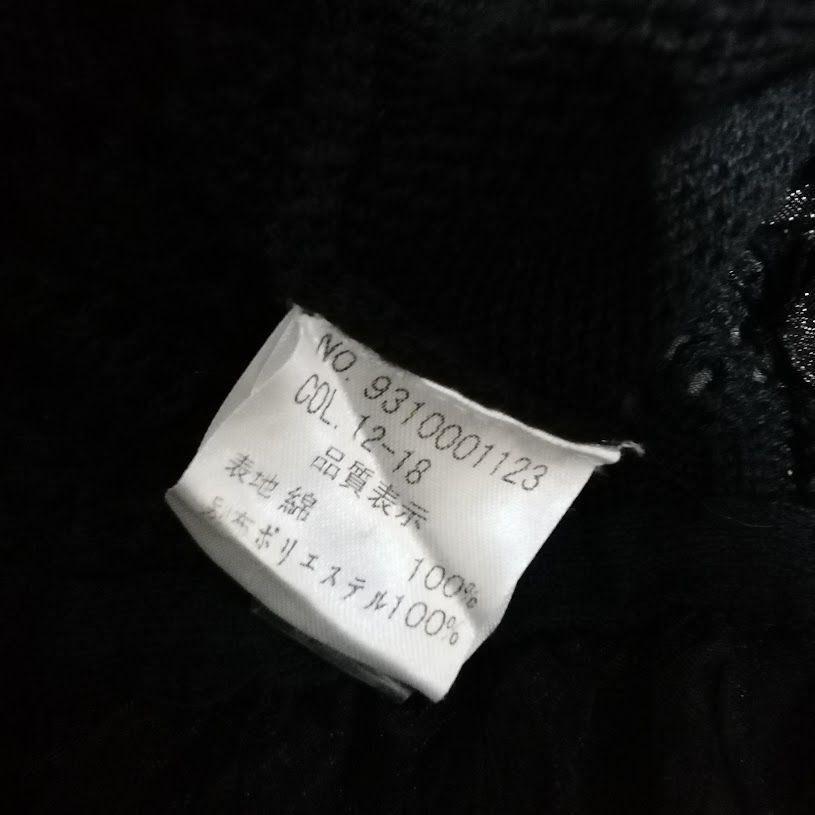 NO. 9310001123
COL. 12-18
品質表示
表地 綿 100%
別布 ポリエステル100%